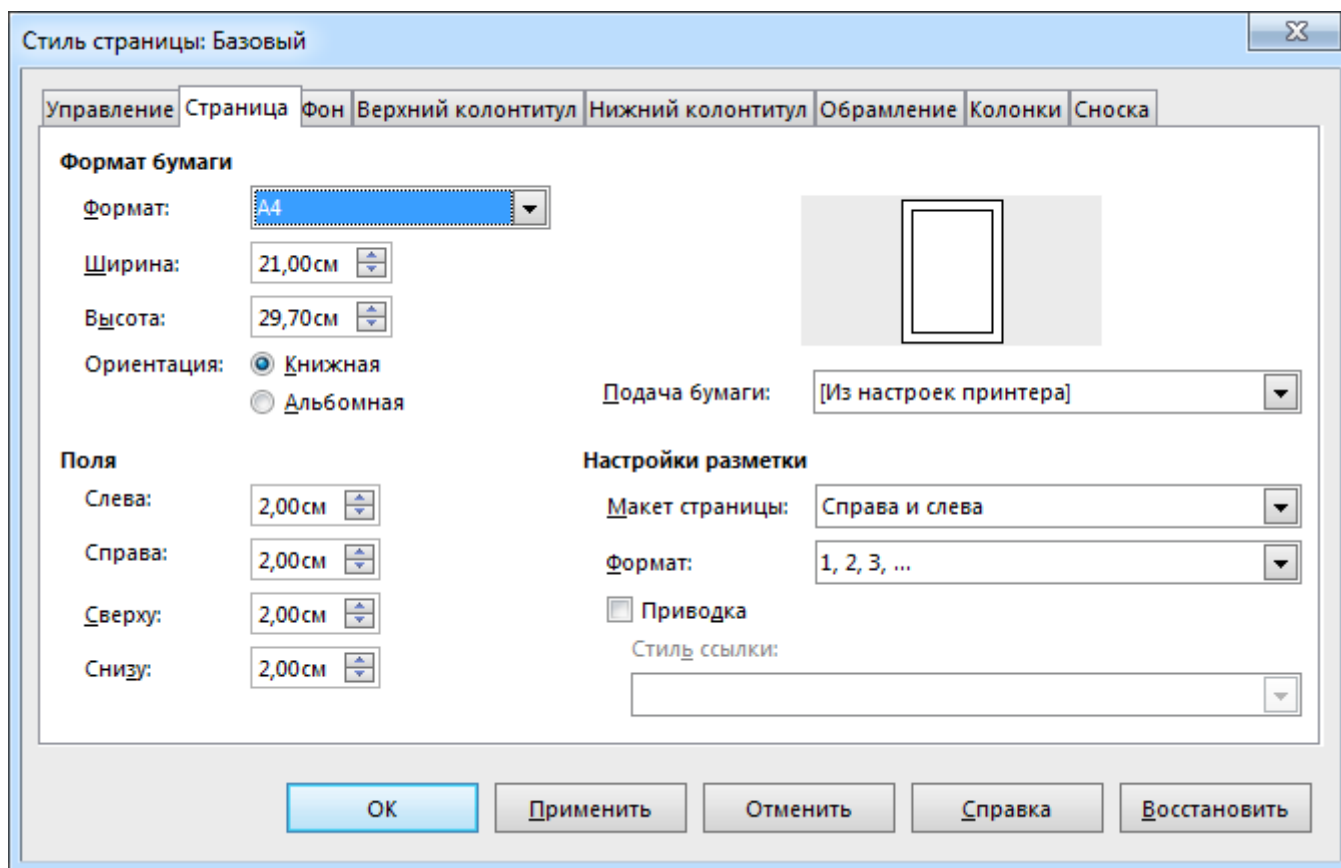 Стиль страницы: Базовый
Управление Страница Фон Верхний колонтитул Нижний колонтитул Обрамление Колонки Сноска
Формат бумаги
Формат: A4
Ширина: 21,00см
Высота: 29,70см
Ориентация: Книжная
Альбомная
Подача бумаги: [Из настроек принтера]
Поля
Слева: 2,00см
Справа: 2,00см
Сверху: 2,00см
Снизу: 2,00см
Настройки разметки
Макет страницы: Справа и слева
Формат: 1, 2, 3, ...
Приводка
Стиль ссылки:
ОК Применить Отменить Справка Восстановить